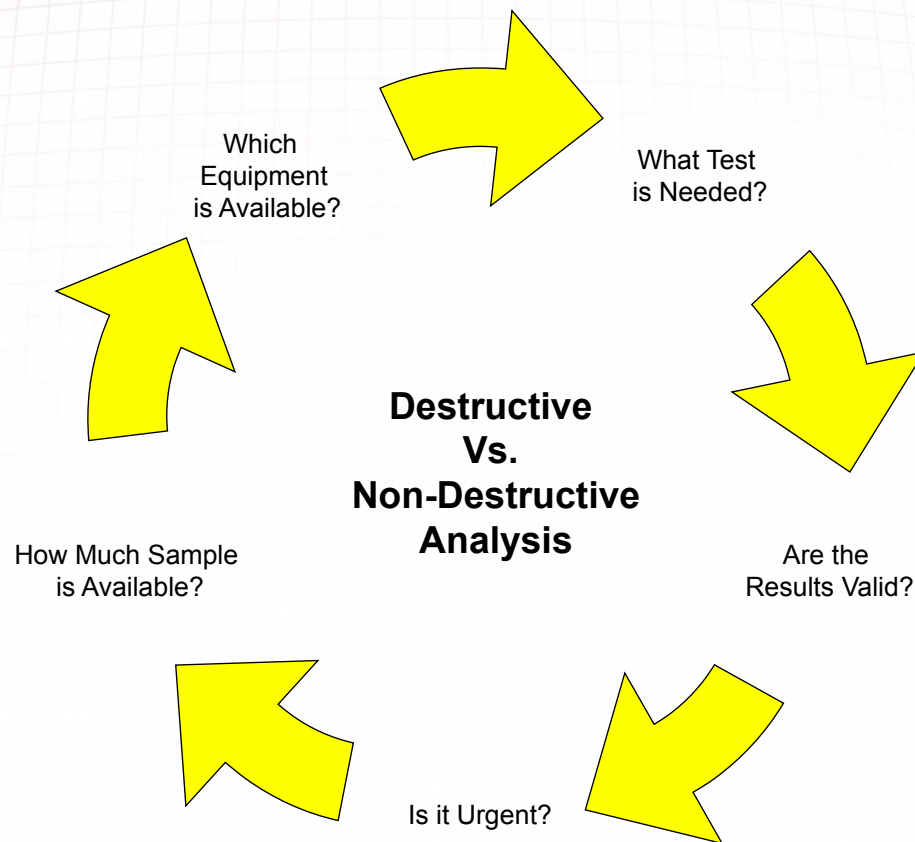 Which
Equipment
is Available?
What Test
is Needed?
Destructive
Vs.
Non-Destructive
Analysis
How Much Sample
is Available?
Are the
Results Valid?
Is it Urgent?